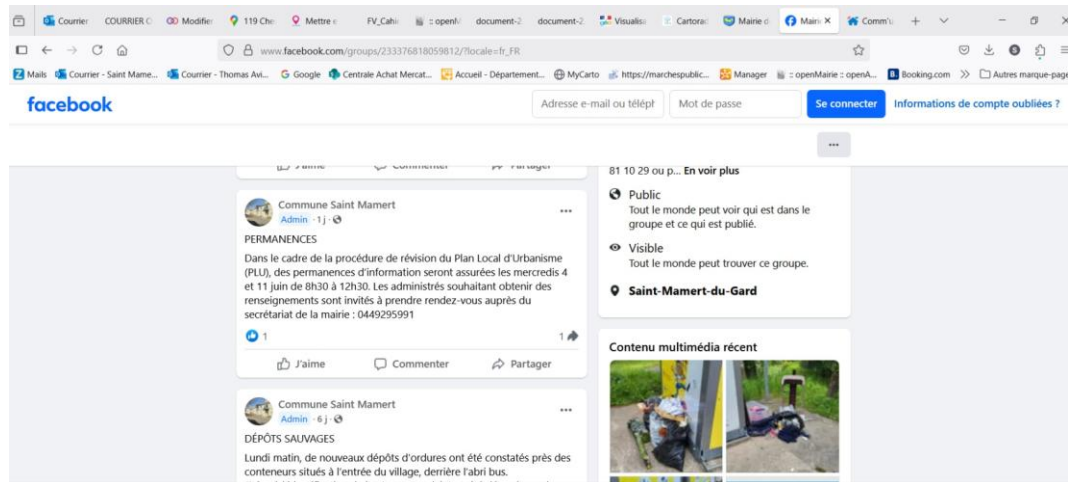 Courrier
COURRIER C
Modifier
119 Che
Mettre e
FV_Cahi
:: openM
document-2
document-2
Visualisa
Cartorad
Mairie d
Mairi
Comm'u
www.facebook.com/groups/233376818059812/?locale=fr_FR
Mails
Courrier - Saint Mame...
Courrier - Thomas Avi...
Google
Centrale Achat Mercat...
Accueil - Département...
MyCarto
https://marchespublic...
Manager
:: openMairie :: openA...
Booking.com
Autres marque-page
facebook
Adresse e-mail ou téléph
Mot de passe
Se connecter
Informations de compte oubliées ?
J'aime
Commenter
Partager
Commune Saint Mamert
Admin · 1 j ·
PERMANENCES
Dans le cadre de la procédure de révision du Plan Local d'Urbanisme
(PLU), des permanences d'information seront assurées les mercredis 4
et 11 juin de 8h30 à 12h30. Les administrés souhaitant obtenir des
renseignements sont invités à prendre rendez-vous auprès du
secrétariat de la mairie : 0449295991
1
1
J'aime
Commenter
Partager
Commune Saint Mamert
Admin · 6 j ·
DÉPÔTS SAUVAGES
Lundi matin, de nouveaux dépôts d'ordures ont été constatés près des
conteneurs situés à l'entrée du village, derrière l'abri bus.
81 10 29 ou p... En voir plus
Public
Tout le monde peut voir qui est dans le
groupe et ce qui est publié.
Visible
Tout le monde peut trouver ce groupe.
Saint-Mamert-du-Gard
Contenu multimédia récent